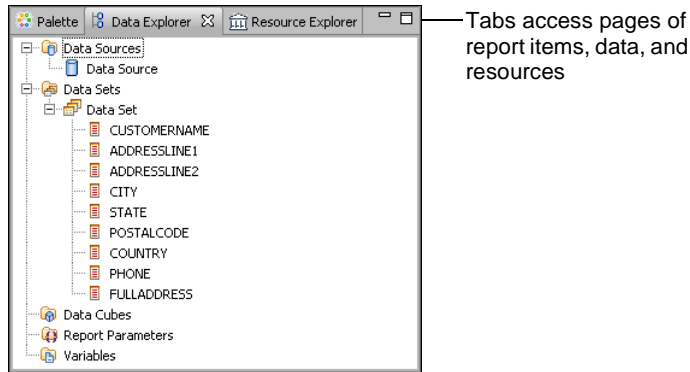 Palette Data Explorer Resource Explorer
Tabs access pages of
report items, data, and
resources
Data Sources
Data Source
Data Sets
Data Set
CUSTOMERNAME
ADDRESSLINE1
ADDRESSLINE2
CITY
STATE
POSTALCODE
COUNTRY
PHONE
FULLADDRESS
Data Cubes
Report Parameters
Variables